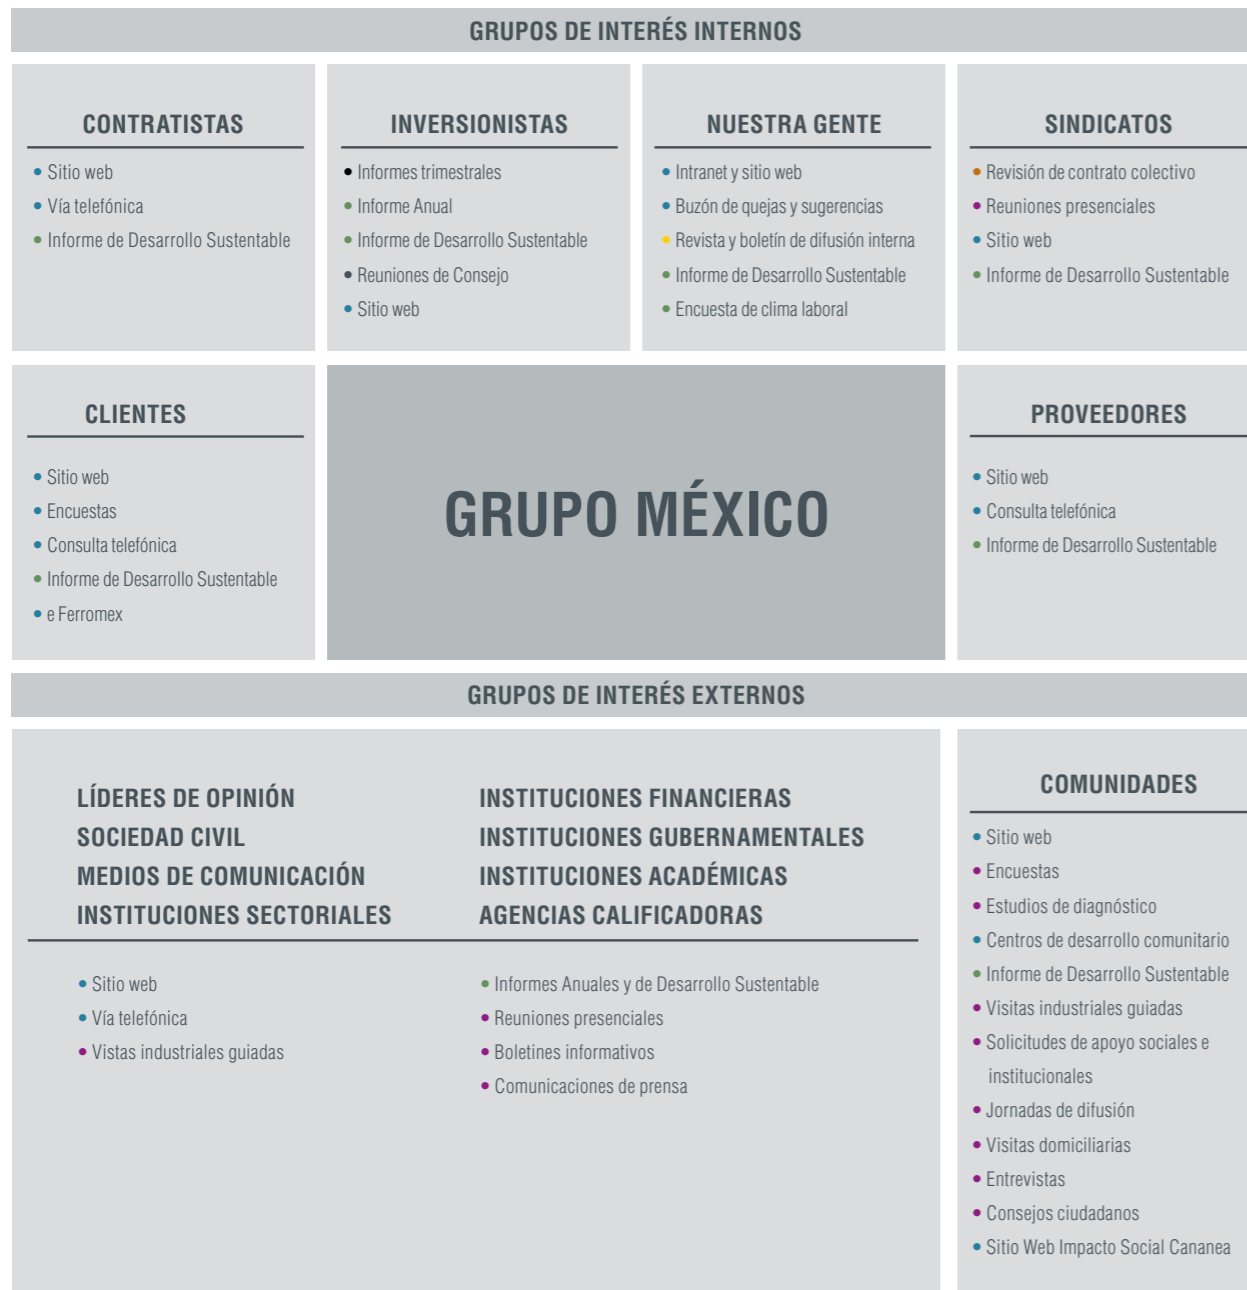 GRUPOS DE INTERÉS INTERNOS
CONTRATISTAS
• Sitio web
• Vía telefónica
• Informe de Desarrollo Sustentable
INVERSIONISTAS
• Informes trimestrales
• Informe Anual
• Informe de Desarrollo Sustentable
• Reuniones de Consejo
• Sitio web
NUESTRA GENTE
• Intranet y sitio web
• Buzón de quejas y sugerencias
• Revista y boletín de difusión interna
• Informe de Desarrollo Sustentable
• Encuesta de clima laboral
SINDICATOS
• Revisión de contrato colectivo
• Reuniones presenciales
• Sitio web
• Informe de Desarrollo Sustentable
CLIENTES
• Sitio web
• Encuestas
• Consulta telefónica
• Informe de Desarrollo Sustentable
• e Ferromex
GRUPO MÉXICO
PROVEEDORES
• Sitio web
• Consulta telefónica
• Informe de Desarrollo Sustentable
GRUPOS DE INTERÉS EXTERNOS
LÍDERES DE OPINIÓN
SOCIEDAD CIVIL
MEDIOS DE COMUNICACIÓN
INSTITUCIONES SECTORIALES
INSTITUCIONES FINANCIERAS
INSTITUCIONES GUBERNAMENTALES
INSTITUCIONES ACADÉMICAS
AGENCIAS CALIFICADORAS
• Sitio web
• Vía telefónica
• Vistas industriales guiadas
• Informes Anuales y de Desarrollo Sustentable
• Reuniones presenciales
• Boletines informativos
• Comunicaciones de prensa
COMUNIDADES
• Sitio web
• Encuestas
• Estudios de diagnóstico
• Centros de desarrollo comunitario
• Informe de Desarrollo Sustentable
• Visitas industriales guiadas
• Solicitudes de apoyo sociales e
institucionales
• Jornadas de difusión
• Visitas domiciliarias
• Entrevistas
• Consejos ciudadanos
• Sitio Web Impacto Social Cananea